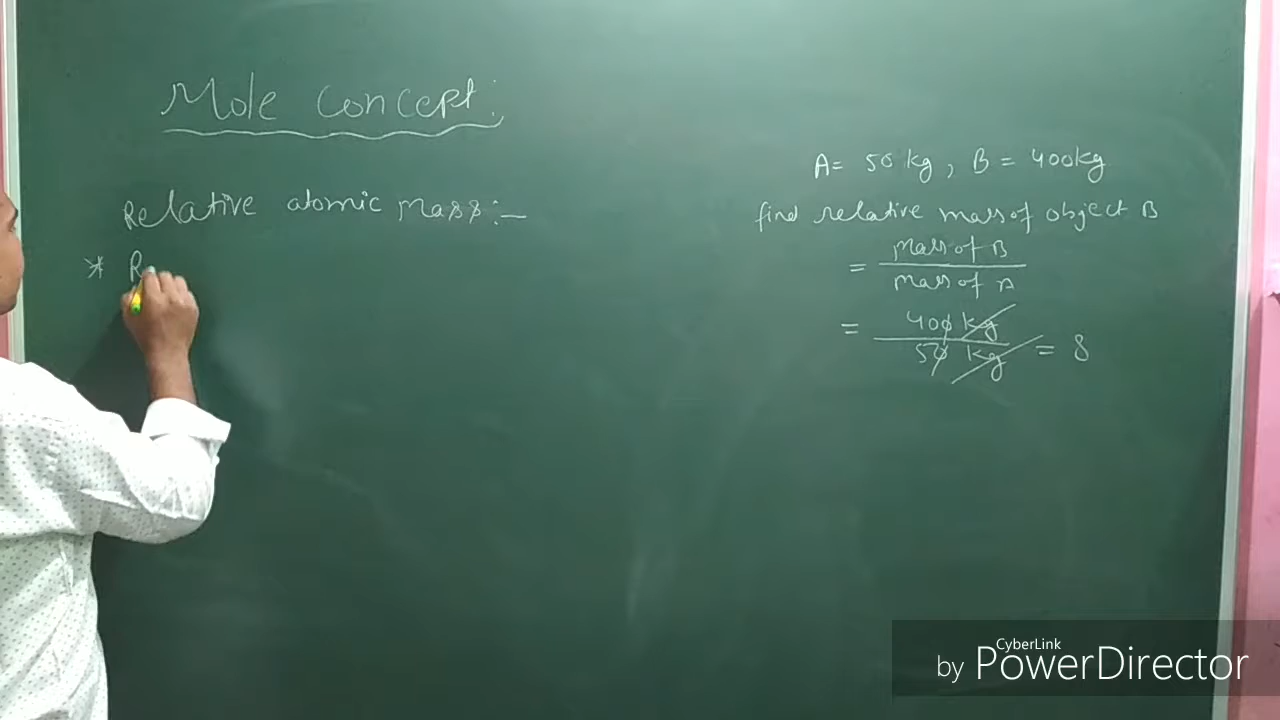 Mole Concept:
Relative atomic mass:-
* R
A = 50 kg, B = 400kg
find relative mass of object B
= mass of B / mass of A
= 400 kg / 50 kg = 8
CyberLink
by PowerDirector